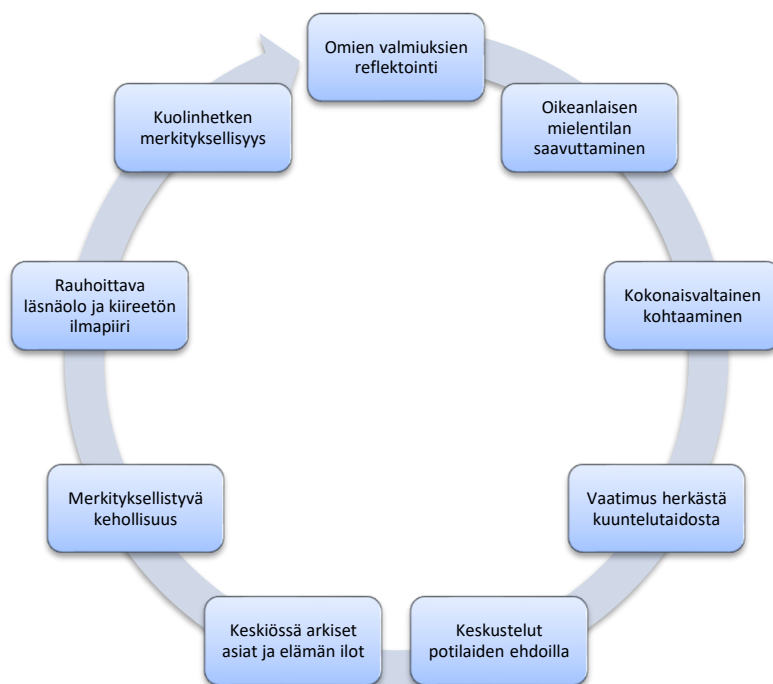 Omien valmiuksien
reflektointi
Oikeanlaisen
mielentilan
saavuttaminen
Kokonaisvaltainen
kohtaaminen
Vaatimus herkästä
kuuntelutaidosta
Keskustelut
potilaiden ehdoilla
Keskiössä arkiset
asiat ja elämän ilot
Merkityksellistyvä
kehollisuus
Rauhoittava
läsnäolo ja kiireetön
ilmapiiri
Kuolinhetken
merkityksellisyys